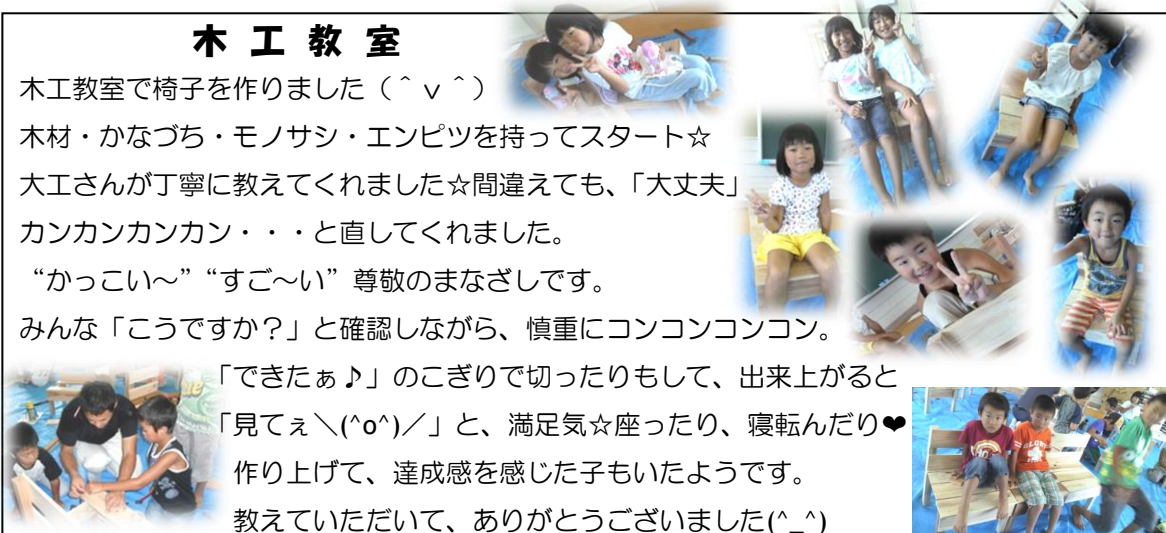 木工教室
木工教室で椅子を作りました（＾ｖ＾）
木材・かなづち・モノサシ・エンピツを持ってスタート☆
大工さんが丁寧に教えてくれました☆間違えても、「大丈夫」
カンカンカンカン・・・と直してくれました。
“かっこい～”“すご～い”尊敬のまなざしです。
みんな「こうですか？」と確認しながら、慎重にコンコンコンコン。
「できたぁ♪」のこぎりで切ったりもして、出来上がると
「見てぇ＼(^o^)／」と、満足気☆座ったり、寝転んだり❤
作り上げて、達成感を感じた子もいたようです。
教えていただいて、ありがとうございました(^_^)